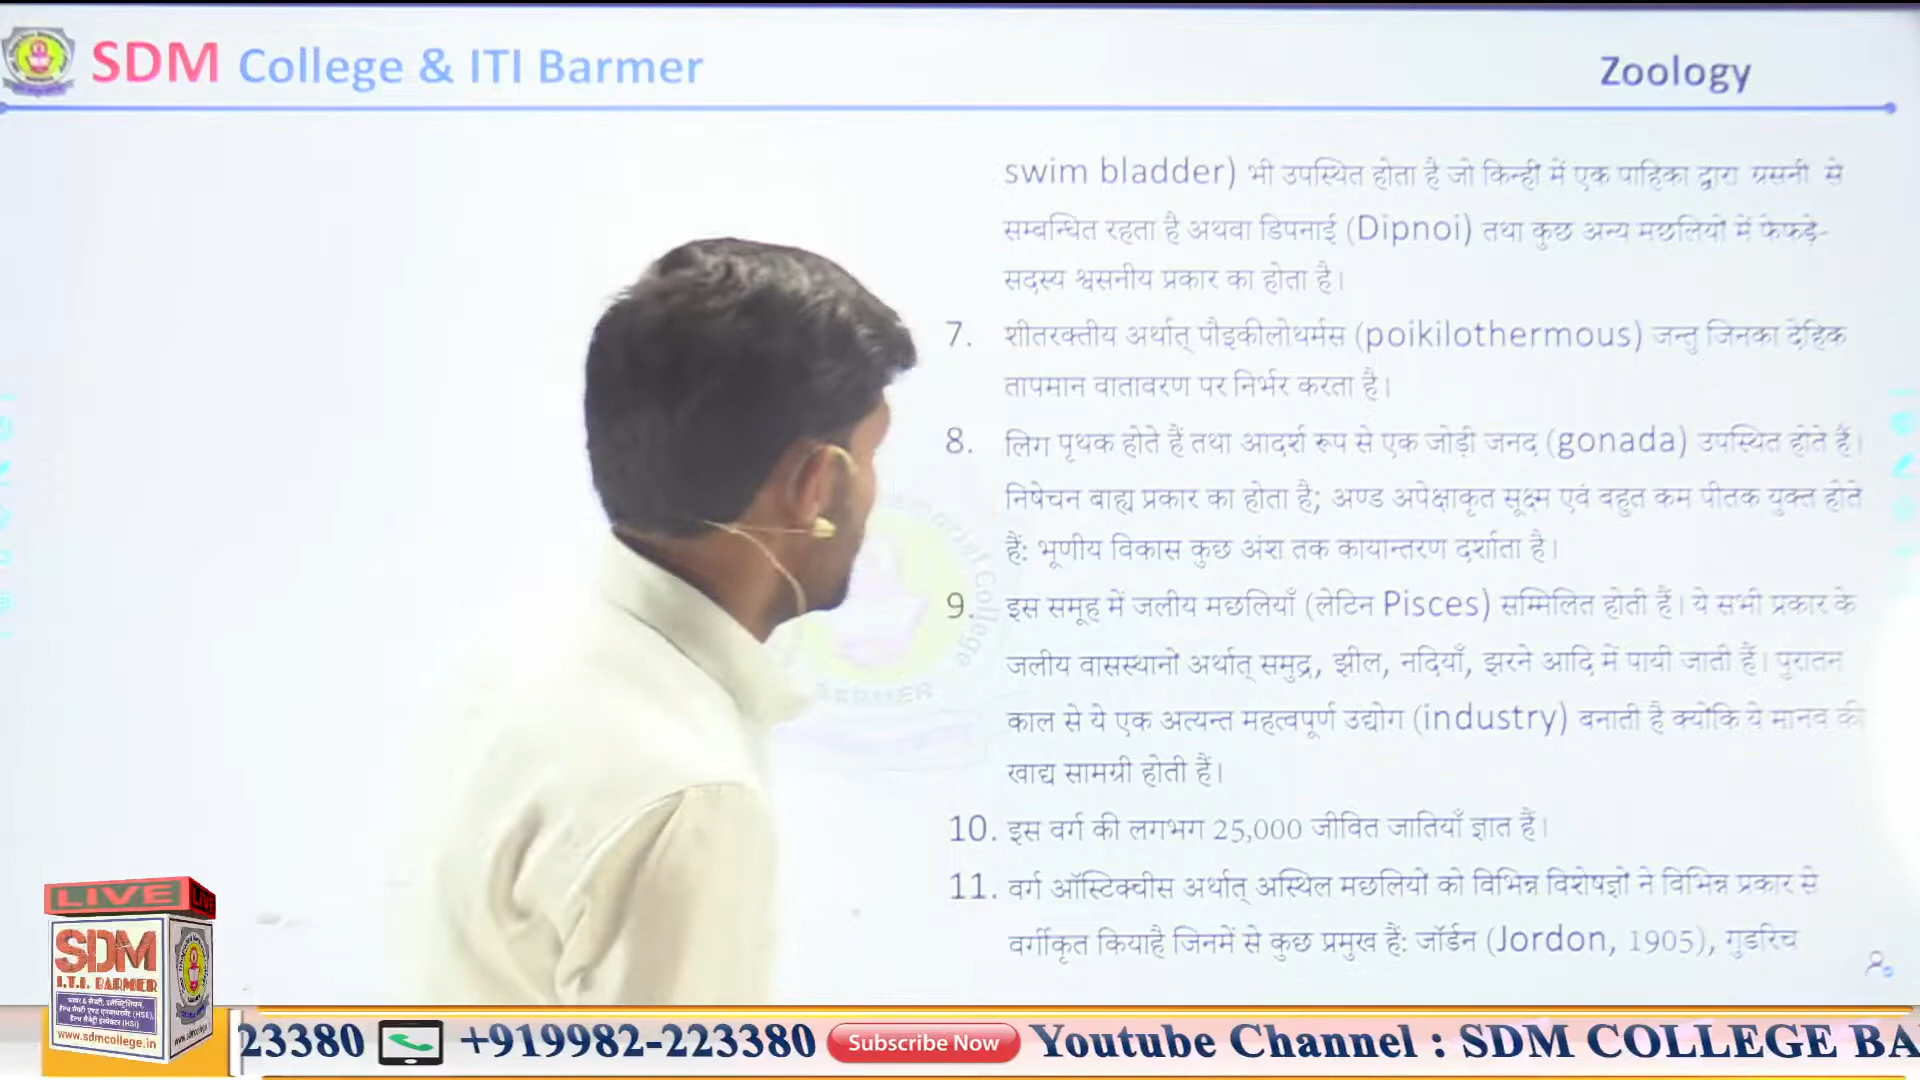 SDM College & ITI Barmer
Zoology
swim bladder) भी उपस्थित होता है जो किन्हीं में एक पाहिका द्वारा ग्रसनी से
सम्बन्धित रहता है अथवा डिपनाई (Dipnoi) तथा कुछ अन्य मछलियों में फेफड़े-
सदस्य श्वसनीय प्रकार का होता है।
7. शीतरक्तीय अर्थात् पौइकीलोथर्मस (poikilothermous) जन्तु जिनका देहिक
तापमान वातावरण पर निर्भर करता है।
8. लिग पृथक होते हैं तथा आदर्श रूप से एक जोड़ी जनद (gonada) उपस्थित होते हैं।
निषेचन बाह्य प्रकार का होता है; अण्ड अपेक्षाकृत सूक्ष्म एवं बहुत कम पीतक युक्त होते
हैं: भूणीय विकास कुछ अंश तक कायान्तरण दर्शाता है।
9. इस समूह में जलीय मछलियाँ (लेटिन Pisces) सम्मिलित होती हैं। ये सभी प्रकार के
जलीय वासस्थानों अर्थात् समुद्र, झील, नदियाँ, झरने आदि में पायी जाती हैं। पुरातन
काल से ये एक अत्यन्त महत्वपूर्ण उद्योग (industry) बनाती है क्योंकि ये मानव की
खाद्य सामग्री होती हैं।
10. इस वर्ग की लगभग 25,000 जीवित जातियाँ ज्ञात हैं।
11. वर्ग ऑस्टिक्थीस अर्थात् अस्थिल मछलियों को विभिन्न विशेषज्ञों ने विभिन्न प्रकार से
वर्गीकृत कियाहै जिनमें से कुछ प्रमुख हैं: जॉर्डन (Jordon, 1905), गुडरिच
College
BARMER
LIVE
SDM
I.T.I. BARMER
www.sdmcollege.in
23380 +919982-223380 Subscribe Now Youtube Channel : SDM COLLEGE BA